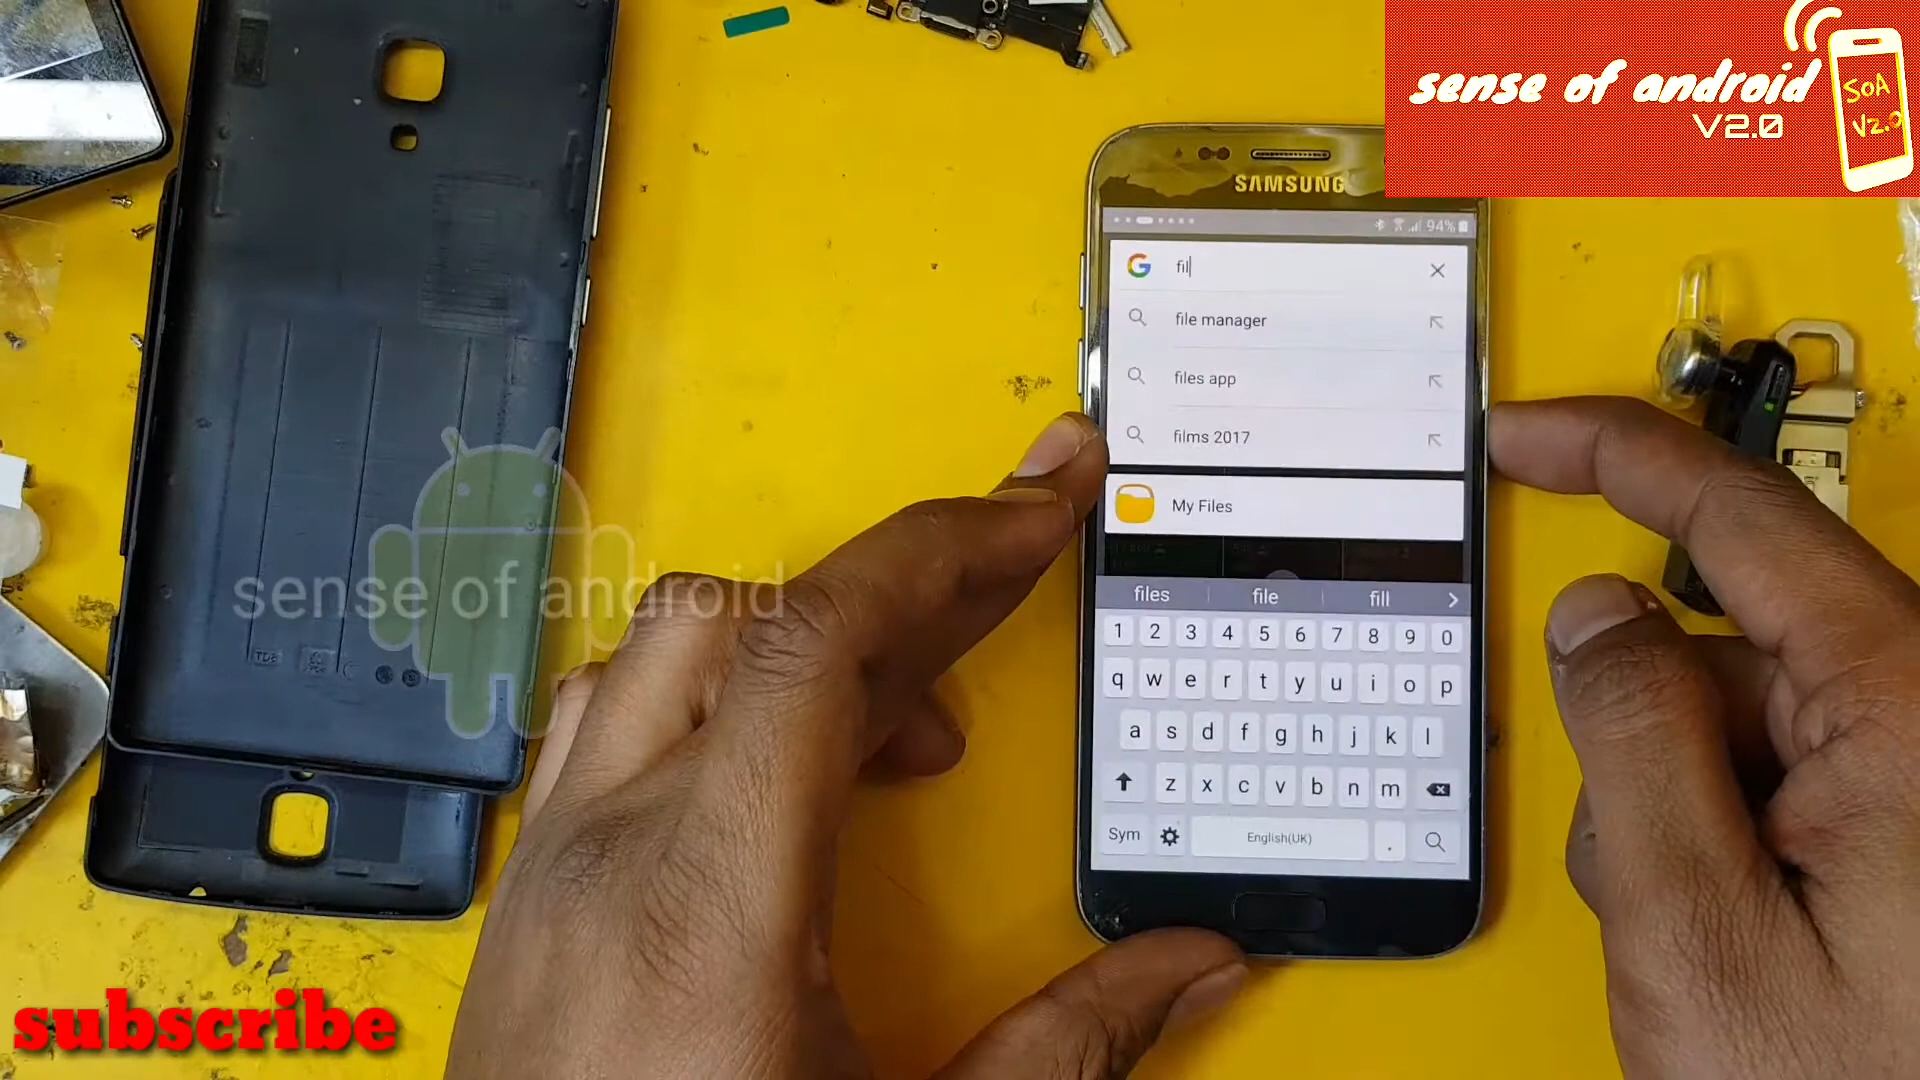 sense of android
V2.0
SoA
V2.0
SAMSUNG
94%
fil
file manager
files app
films 2017
My Files
files file fill
1 2 3 4 5 6 7 8 9 0
q w e r t y u i o p
a s d f g h j k l
z x c v b n m
Sym English(UK) .
sense of android
subscribe